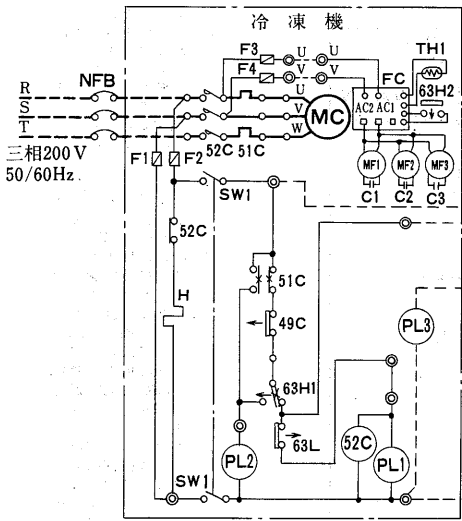 冷凍機
F3 U U
F4 V V
TH1
FC
63H2
NFB
R
S
T
U
V
W
MC
AC2 AC1
三相200V
50/60Hz
F1 F2
52C 51C
MF1 MF2 MF3
C1 C2 C3
SW1
52C
51C
H
49C
PL3
63H1
63L
52C
PL2
PL1
SW1